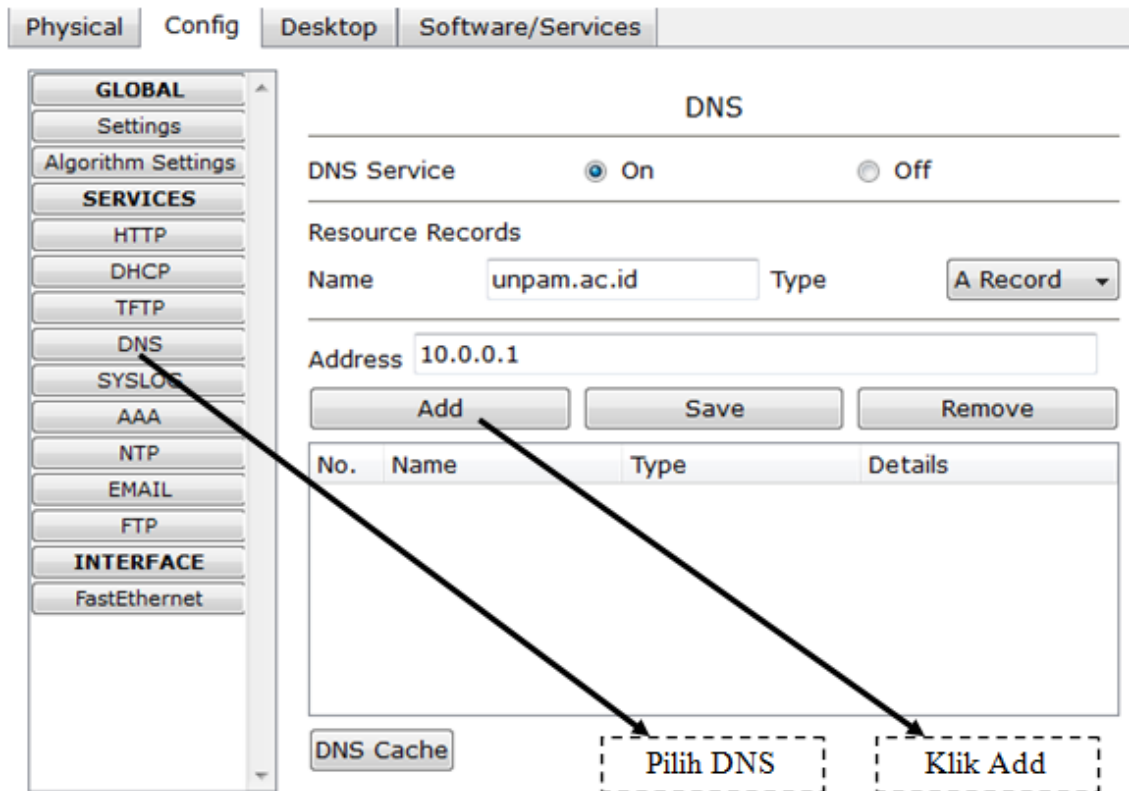 Physical Config Desktop Software/Services
GLOBAL
Settings
Algorithm Settings
SERVICES
HTTP
DHCP
TFTP
DNS
SYSLOG
AAA
NTP
EMAIL
FTP
INTERFACE
FastEthernet
DNS
DNS Service On Off
Resource Records
Name unpam.ac.id Type A Record
Address 10.0.0.1
Add Save Remove
No. Name Type Details
DNS Cache
Pilih DNS
Klik Add